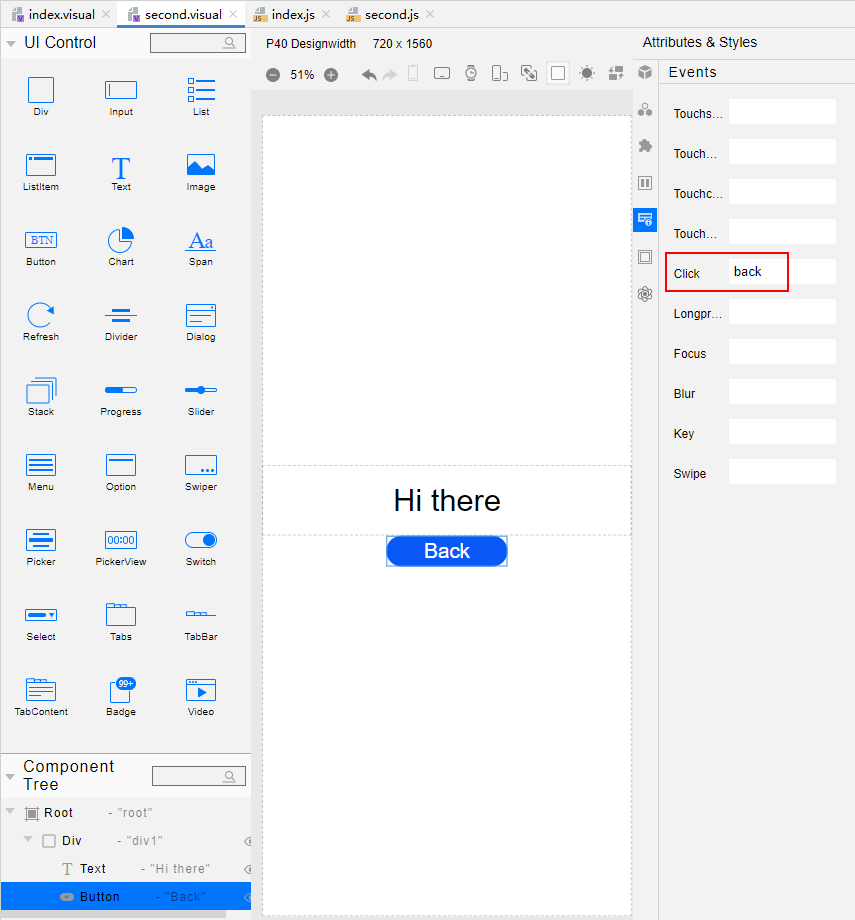 index.visual
second.visual
index.js
second.js
UI Control
Div
Input
List
ListItem
Text
Image
BTN
Button
Chart
Aa
Span
Refresh
Divider
Dialog
Stack
Progress
Slider
Menu
Option
Swiper
Picker
00:00
PickerView
Switch
Select
Tabs
TabBar
TabContent
99+
Badge
Video
Component
Tree
Root - "root"
Div - "div1"
Text - "Hi there"
Button - "Back"
P40 Designwidth 720 x 1560
51%
Hi there
Back
Attributes & Styles
Events
Touchs...
Touch...
Touchc...
Touch...
Click back
Longpr...
Focus
Blur
Key
Swipe